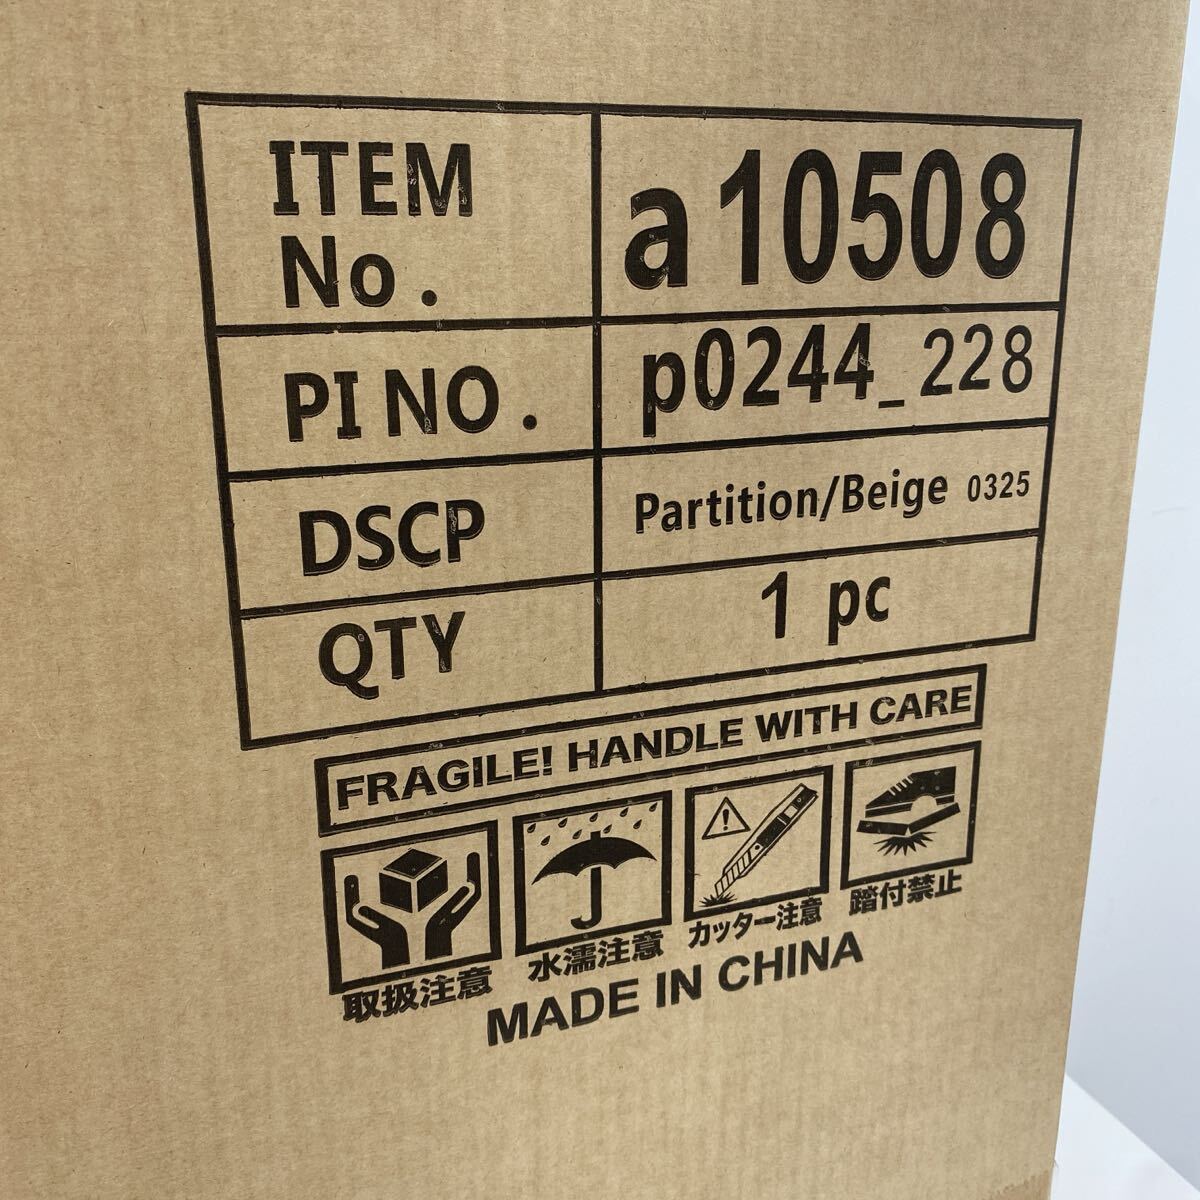 ITEM No. a10508
PI NO. p0244_228
DSCP Partition/Beige 0325
QTY 1 pc
FRAGILE! HANDLE WITH CARE
取扱注意 水濡注意 カッター注意 踏付禁止
MADE IN CHINA